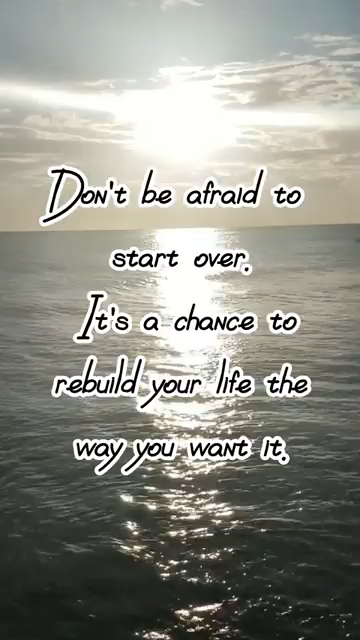 Don't be afraid to
start over.
It's a chance to
rebuild your life the
way you want it.